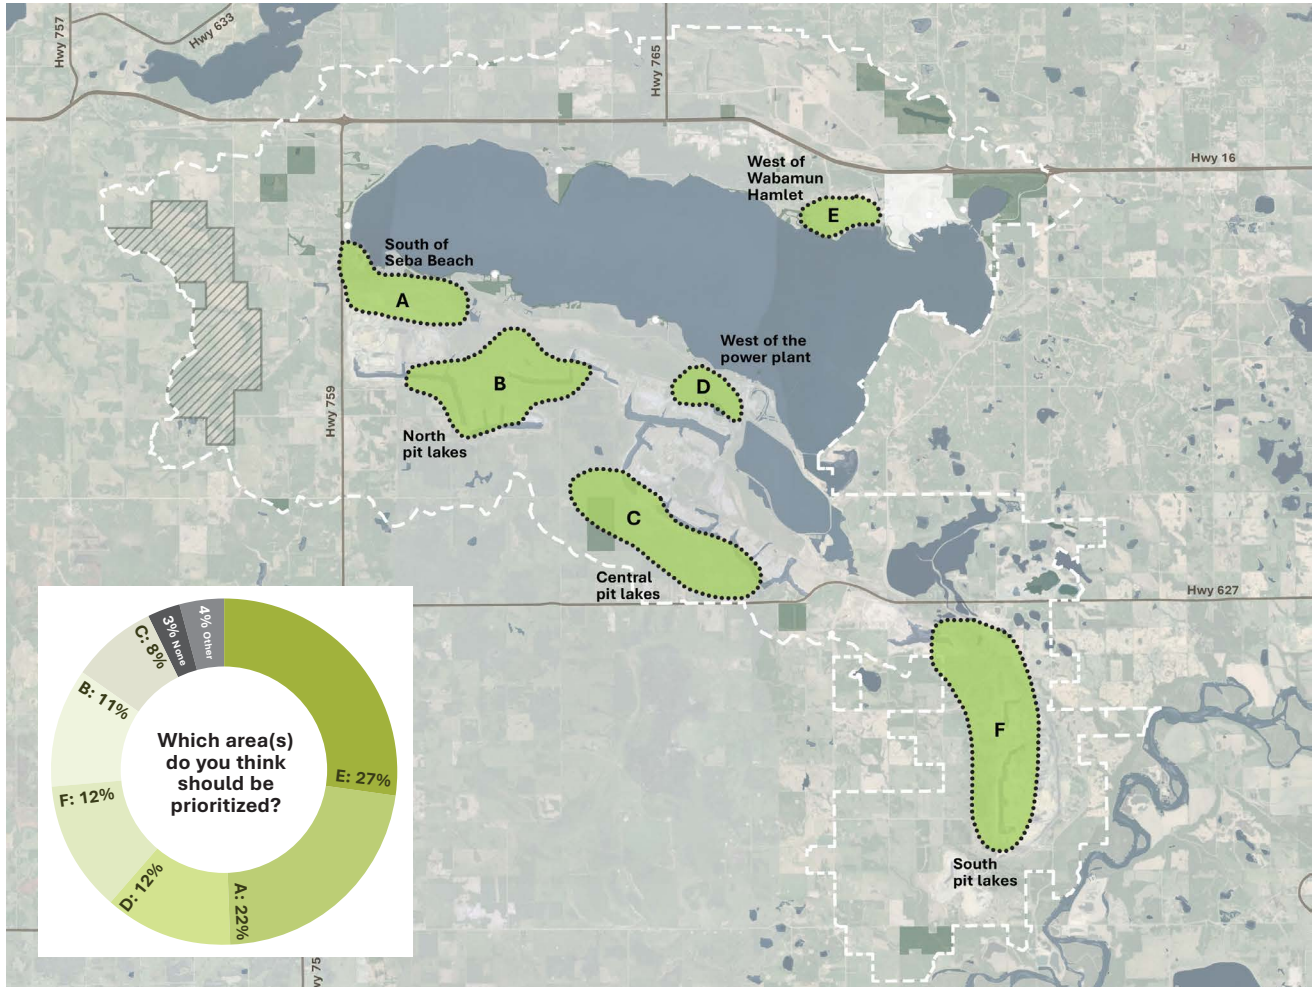 Hwy 757
Hwy 633
Hwy 765
Hwy 16
West of
Wabamun
Hamlet
E
South of
Seba Beach
A
West of the
power plant
D
B
Hwy 759
North
pit lakes
C
Central
pit lakes
Hwy 627
F
South
pit lakes
Which area(s)
do you think
should be
prioritized?
E: 27%
A: 22%
D: 12%
F: 12%
B: 11%
C: 8%
3% None
4% Other